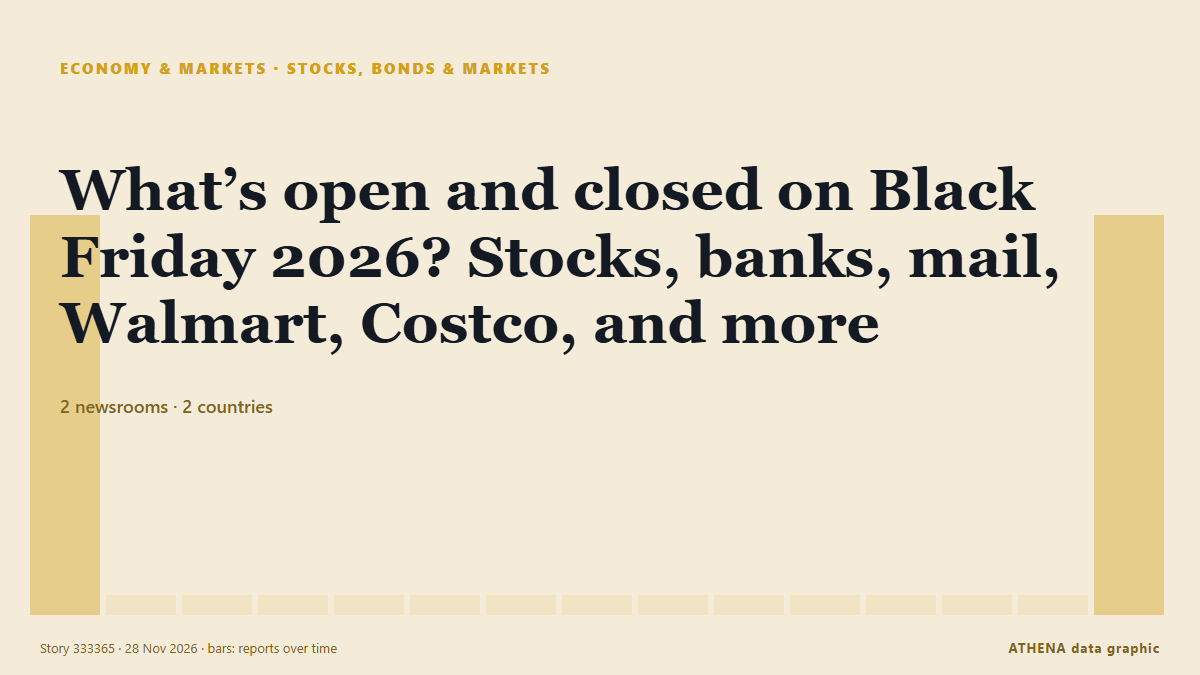 ECONOMY & MARKETS · STOCKS, BONDS & MARKETS
What’s open and closed on Black
Friday 2026? Stocks, banks, mail,
Walmart, Costco, and more
2 newsrooms · 2 countries
Story 333365 · 28 Nov 2026 · bars: reports over time
ATHENA data graphic